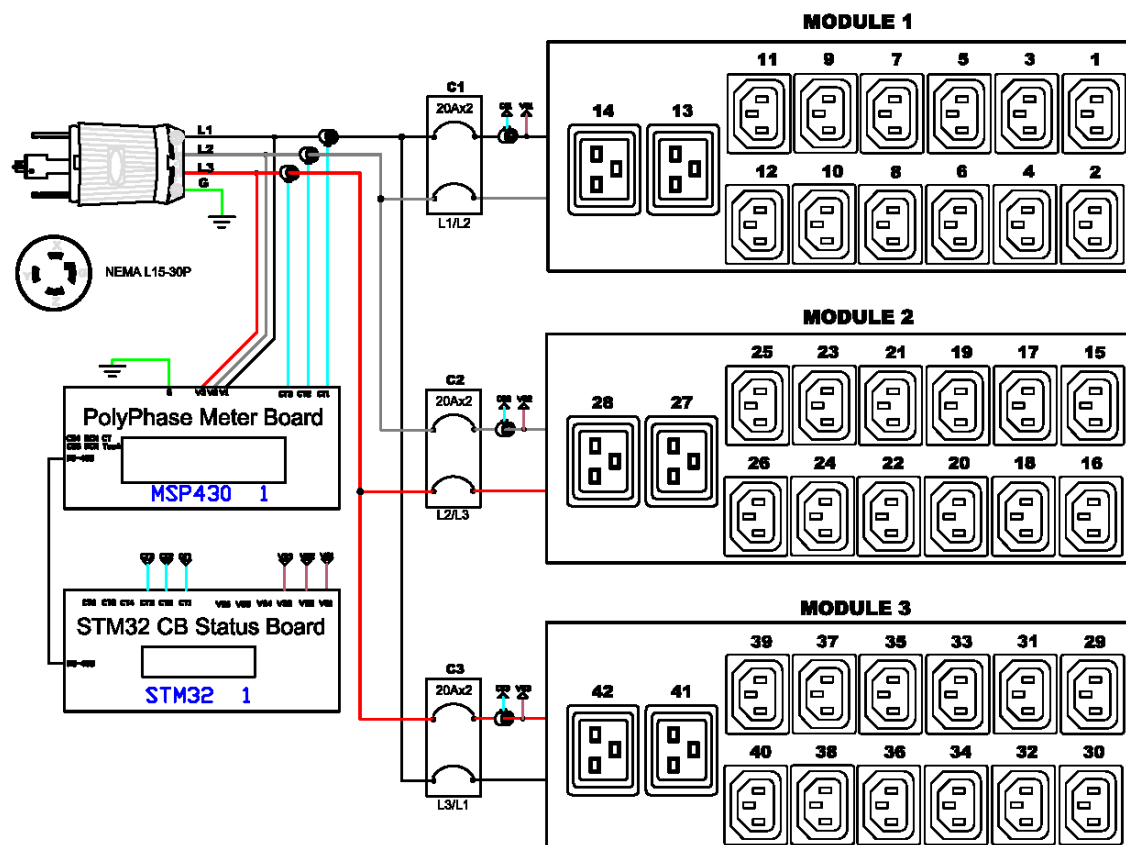 MODULE 1
11 9 7 5 3 1
14 13
12 10 8 6 4 2
C1
20Ax2
L1/L2
L1
L2
L3
G
NEMA L15-30P
MODULE 2
25 23 21 19 17 15
28 27
26 24 22 20 18 16
C2
20Ax2
L2/L3
PolyPhase Meter Board
MSP430 1
STM32 CB Status Board
STM32 1
MODULE 3
39 37 35 33 31 29
42 41
40 38 36 34 32 30
C3
20Ax2
L3/L1